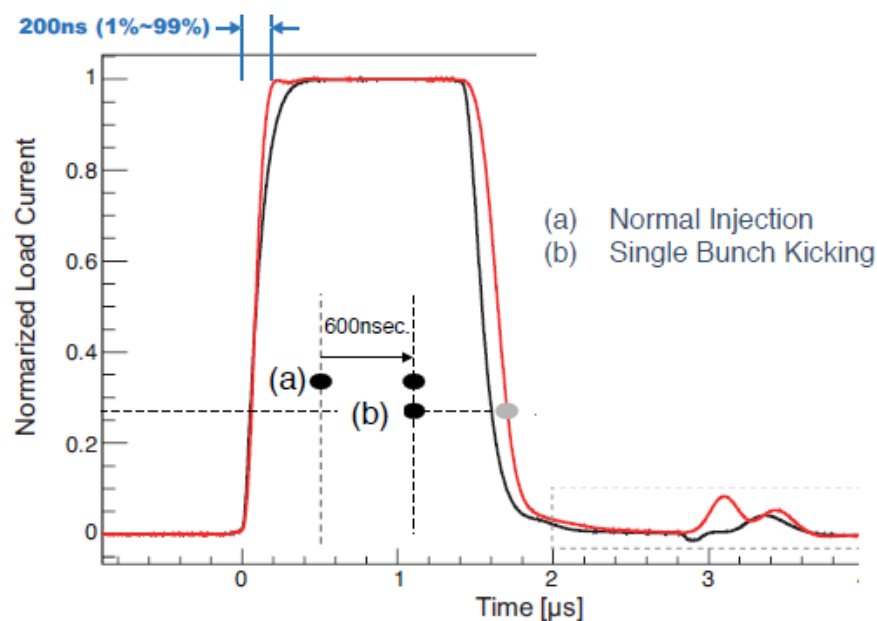 200ns (1%~99%)
1
0.8
0.6
0.4
0.2
0
Normarized Load Current
(a) Normal Injection
(b) Single Bunch Kicking
600nsec.
(a)
(b)
0 1 2 3
Time [µs]